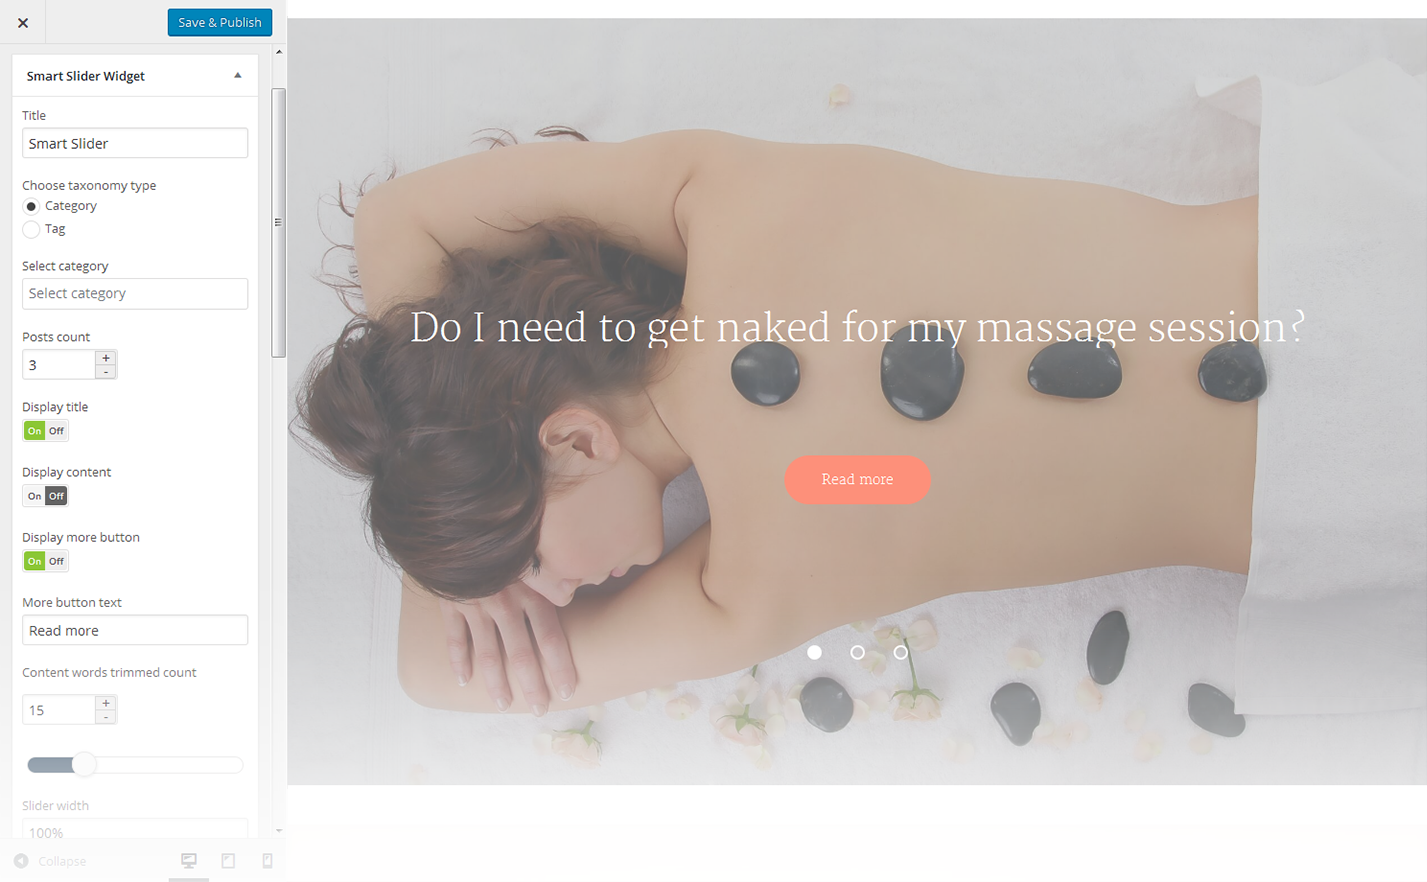 Save & Publish
Smart Slider Widget
Title
Smart Slider
Choose taxonomy type
Category
Tag
Select category
Select category
Posts count
3
+
-
Display title
On Off
Display content
On Off
Display more button
On Off
More button text
Read more
Content words trimmed count
15
+
-
Slider width
100%
Collapse
Do I need to get naked for my massage session?
Read more